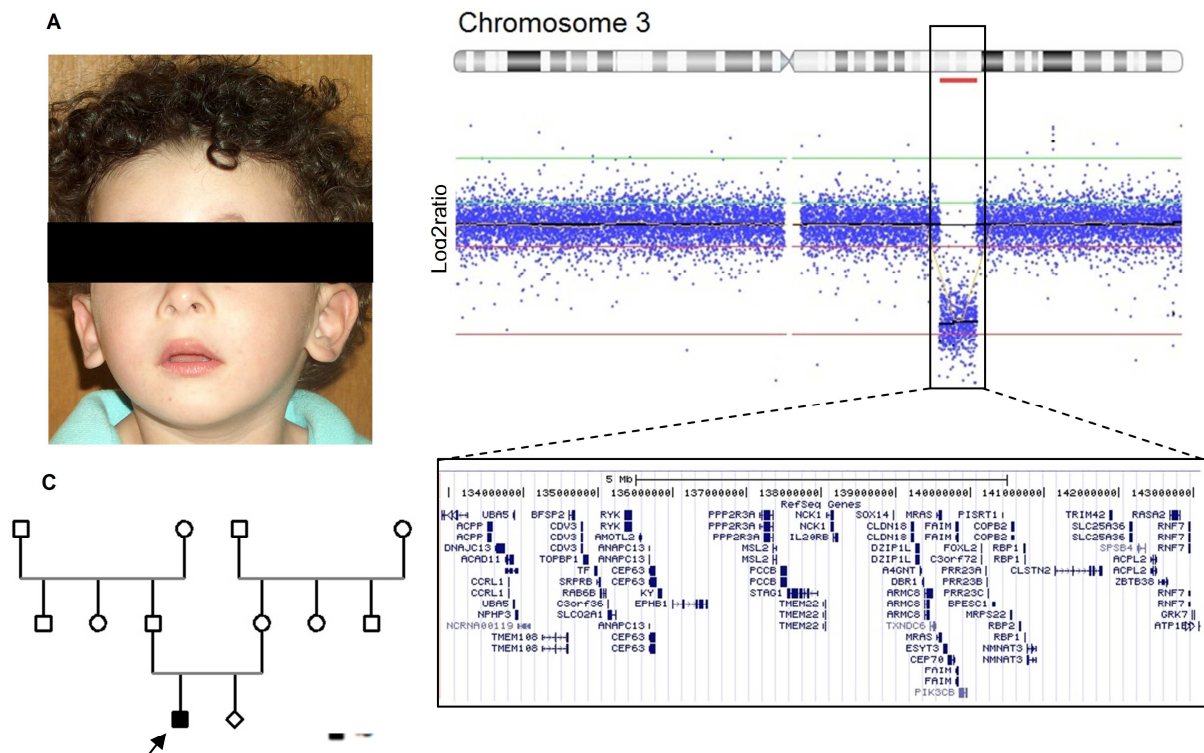 A
Chromosome 3
Log2ratio
5 Mb
134000000 135000000 136000000 137000000 138000000 139000000 140000000 141000000 142000000 143000000
RefSeq Genes
UBA5 BFSP2 RYK PPP2R3A NCK1 SOX14 MRAS PISRT1 TRIM42 RASA2
ACPP CDV3 RYK PPP2R3A NCK1 CLDN18 FAIM COPB2 SLC25A36 RNF7
ACPP CDV3 AMOTL2 PPP2R3A IL20RB CLDN18 FAIM COPB2 SLC25A36 RNF7
DNAJC13 CDV3 ANAPC13 MSL2 DZIP1L FOXL2 RBP1 SPSB4 RNF7
ACAD11 TOPBP1 ANAPC13 MSL2 DZIP1L C3orf72 RBP1 ACPL2
TF CEP63 PCCB A4GNT PRR23A CLSTN2 ACPL2
CCRL1 SRPRB CEP63 PCCB DBR1 PRR23B ZBTB38
CCRL1 RAB6B KY STAG1 ARMC8 PRR23C RNF7
UBA5 C3orf36 EPHB1 TMEM22 ARMC8 BPESC1 RNF7
NPHP3 SLCO2A1 TMEM22 ARMC8 MRPS22 GRK7
NCRNA00119 ANAPC13 TMEM22 TXNDC6 RBP2 ATP1B
TMEM108 CEP63 MRAS RBP1
TMEM108 CEP63 ESYT3 NMNAT3
CEP70 NMNAT3
FAIM
FAIM
PIK3CB
C